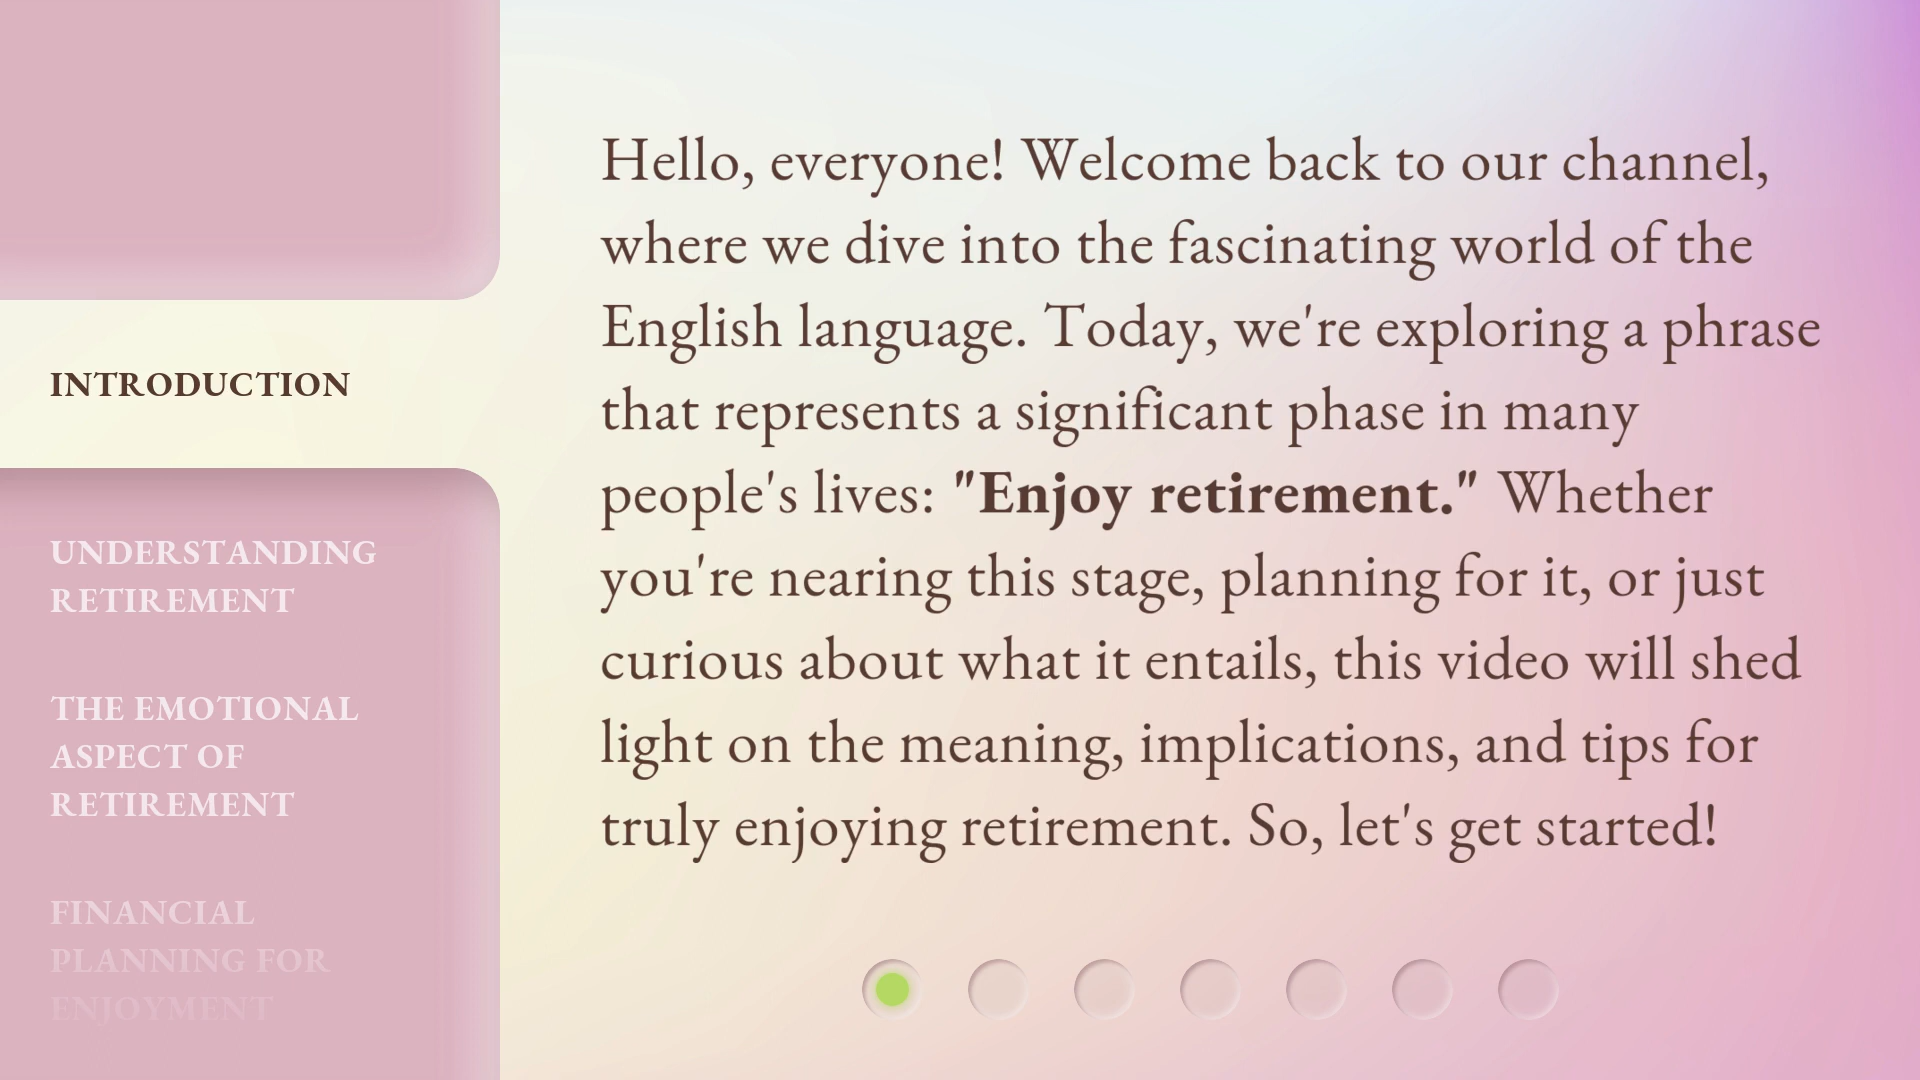 INTRODUCTION
UNDERSTANDING
RETIREMENT
THE EMOTIONAL
ASPECT OF
RETIREMENT
FINANCIAL
PLANNING FOR
ENJOYMENT
Hello, everyone! Welcome back to our channel,
where we dive into the fascinating world of the
English language. Today, we're exploring a phrase
that represents a significant phase in many
people's lives: "Enjoy retirement." Whether
you're nearing this stage, planning for it, or just
curious about what it entails, this video will shed
light on the meaning, implications, and tips for
truly enjoying retirement. So, let's get started!